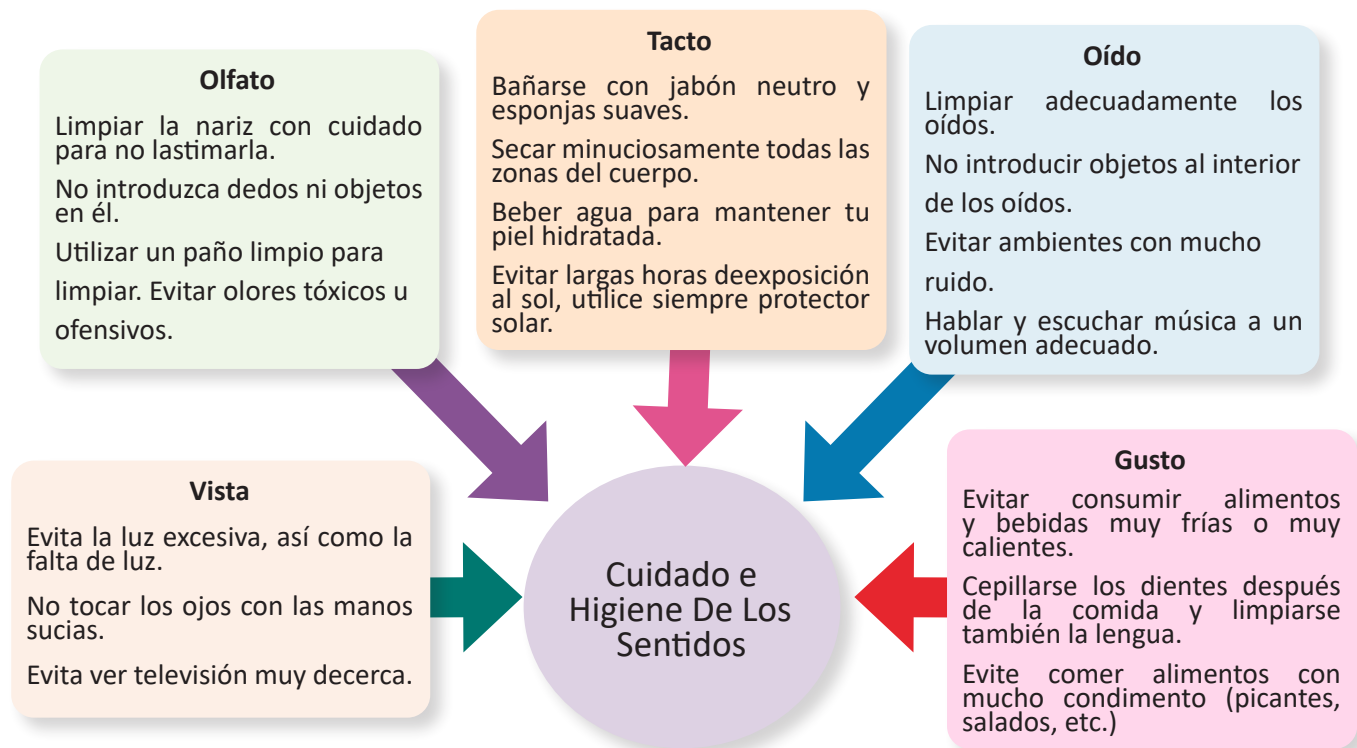 Olfato
Limpiar la nariz con cuidado
para no lastimarla.
No introduzca dedos ni objetos
en él.
Utilizar un paño limpio para
limpiar. Evitar olores tóxicos u
ofensivos.
Tacto
Bañarse con jabón neutro y
esponjas suaves.
Secar minuciosamente todas las
zonas del cuerpo.
Beber agua para mantener tu
piel hidratada.
Evitar largas horas deexposición
al sol, utilice siempre protector
solar.
Oído
Limpiar adecuadamente los
oídos.
No introducir objetos al interior
de los oídos.
Evitar ambientes con mucho
ruido.
Hablar y escuchar música a un
volumen adecuado.
Vista
Evita la luz excesiva, así como la
falta de luz.
No tocar los ojos con las manos
sucias.
Evita ver televisión muy decerca.
Cuidado e
Higiene De Los
Sentidos
Gusto
Evitar consumir alimentos
y bebidas muy frías o muy
calientes.
Cepillarse los dientes después
de la comida y limpiarse
también la lengua.
Evite comer alimentos con
mucho condimento (picantes,
salados, etc.)